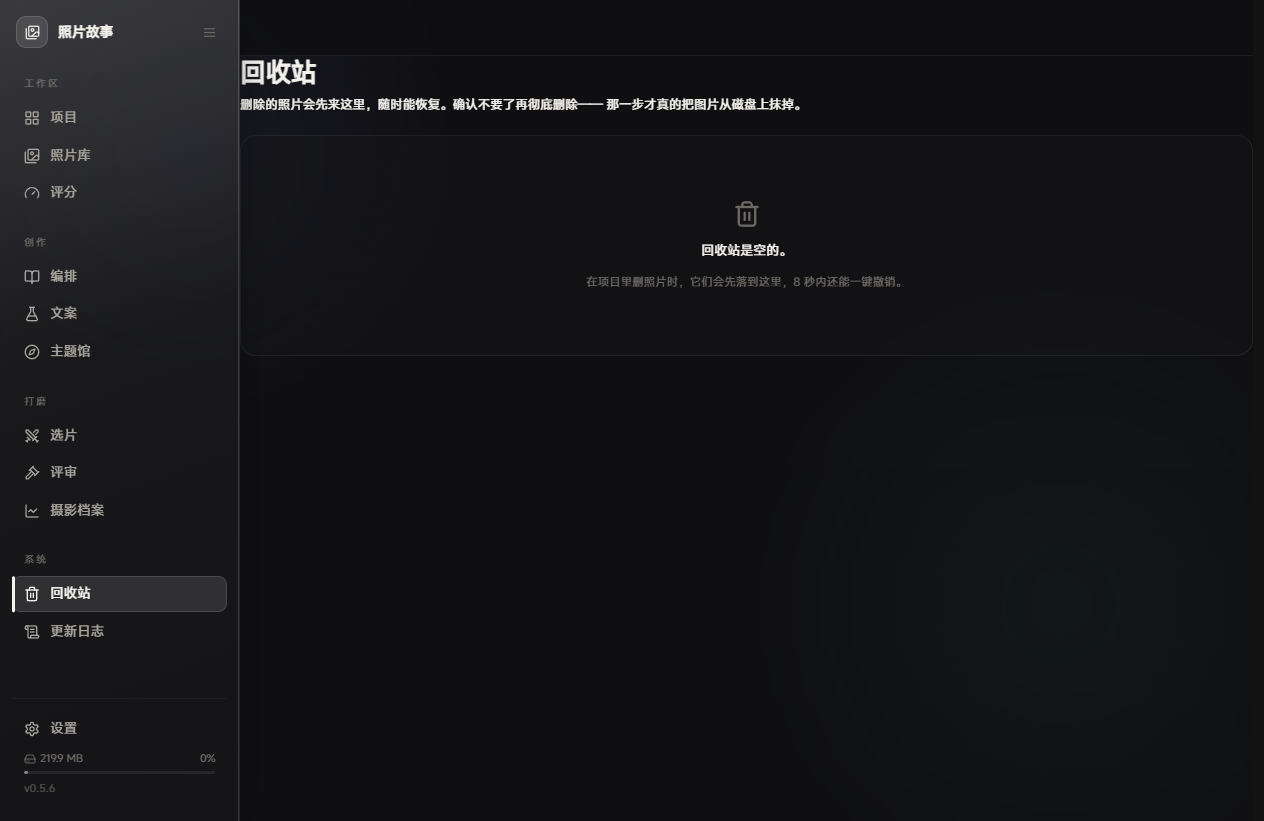 照片故事
工作区
项目
照片库
评分
创作
编排
文案
主题馆
打磨
选片
评审
摄影档案
系统
回收站
更新日志
设置
219.9 MB 0%
v0.5.6
回收站
删除的照片会先来这里，随时能恢复。确认不要了再彻底删除—— 那一步才真的把图片从磁盘上抹掉。
回收站是空的。
在项目里删照片时，它们会先落到这里，8 秒内还能一键撤销。